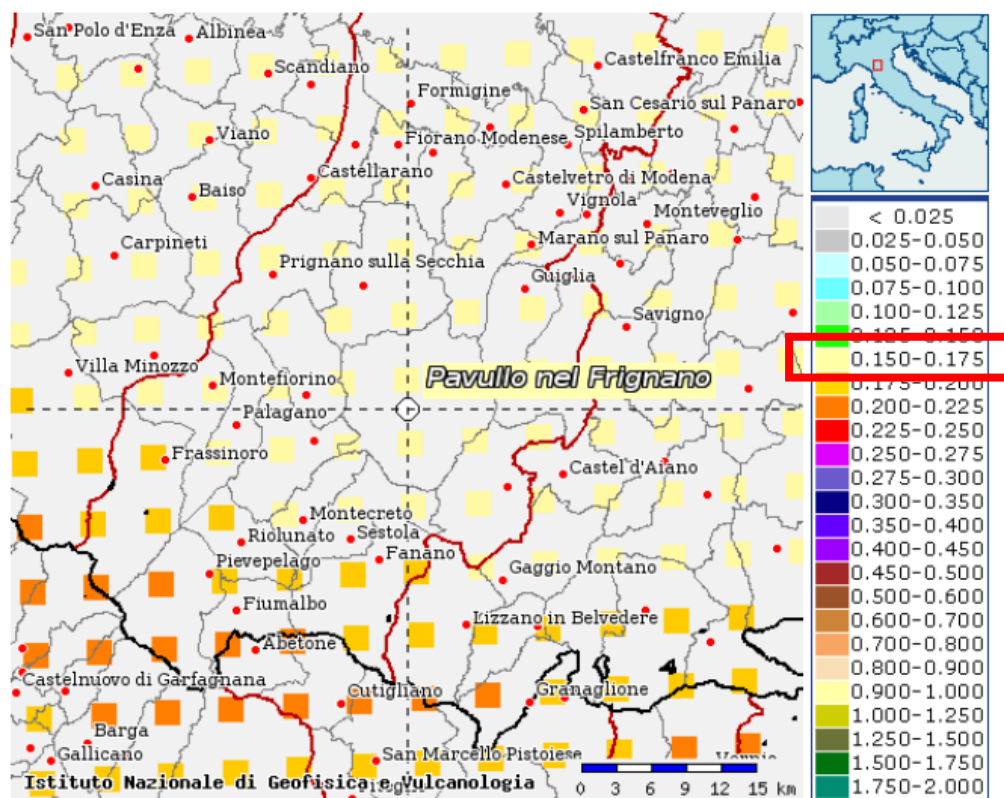 San Polo d'Enza
Albinea
Scandiano
Castelfranco Emilia
Formigine
San Cesario sul Panaro
Viano
Fiorano Modenese
Spilamberto
Casina
Baiso
Castellarano
Castelvetro di Modena
Vignola
Monteveglio
Carpineti
Marano sul Panaro
Prignano sulla Secchia
Guiglia
Savigno
Villa Minozzo
Montefiorino
Pavullo nel Frignano
Palagano
Frassinoro
Castel d'Aiano
Montecreto
Riolunato
Sestola
Pievepelago
Fanano
Gaggio Montano
Fiumalbo
Lizzano in Belvedere
Abetone
Castelnuovo di Garfagnana
Cutigliano
Granaglione
Barga
Gallicano
San Marcello Pistoiese
Istituto Nazionale di Geofisica e Vulcanologia
0 3 6 9 12 15 km
< 0.025
0.025-0.050
0.050-0.075
0.075-0.100
0.100-0.125
0.125-0.150
0.150-0.175
0.175-0.200
0.200-0.225
0.225-0.250
0.250-0.275
0.275-0.300
0.300-0.350
0.350-0.400
0.400-0.450
0.450-0.500
0.500-0.600
0.600-0.700
0.700-0.800
0.800-0.900
0.900-1.000
1.000-1.250
1.250-1.500
1.500-1.750
1.750-2.000